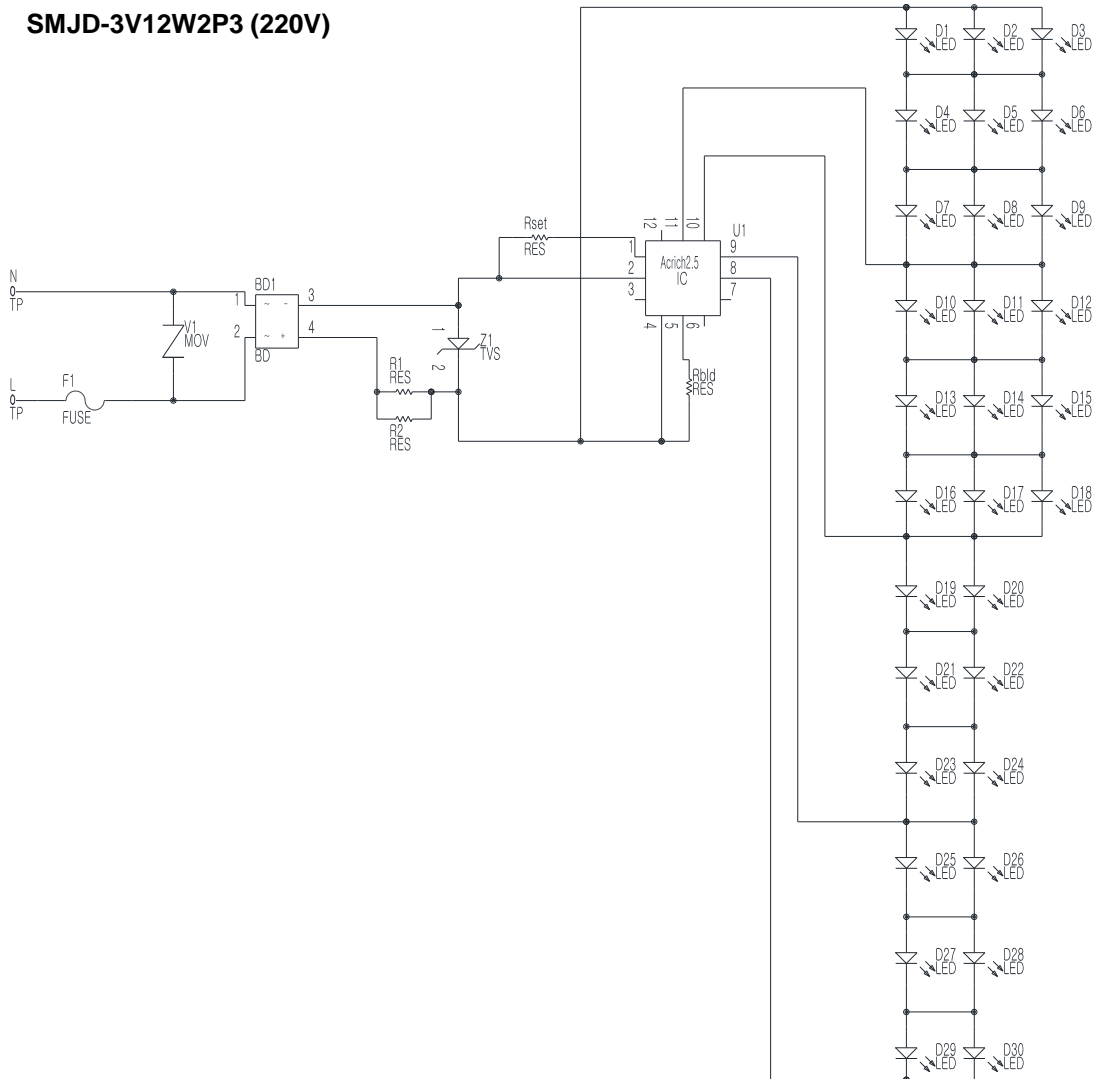 SMJD-3V12W2P3 (220V)
D1
LED
D2
LED
D3
LED
D4
LED
D5
LED
D6
LED
D7
LED
D8
LED
D9
LED
Rset
RES
12
11
10
U1
1
2
3
Acrich2.5
IC
9
8
7
4
5
6
N
TP
BD1
1
~ -
3
2
~ +
4
BD
V1
MOV
L
TP
F1
FUSE
1
Z1
TVS
2
R1
RES
R2
RES
Rbld
RES
D10
LED
D11
LED
D12
LED
D13
LED
D14
LED
D15
LED
D16
LED
D17
LED
D18
LED
D19
LED
D20
LED
D21
LED
D22
LED
D23
LED
D24
LED
D25
LED
D26
LED
D27
LED
D28
LED
D29
LED
D30
LED